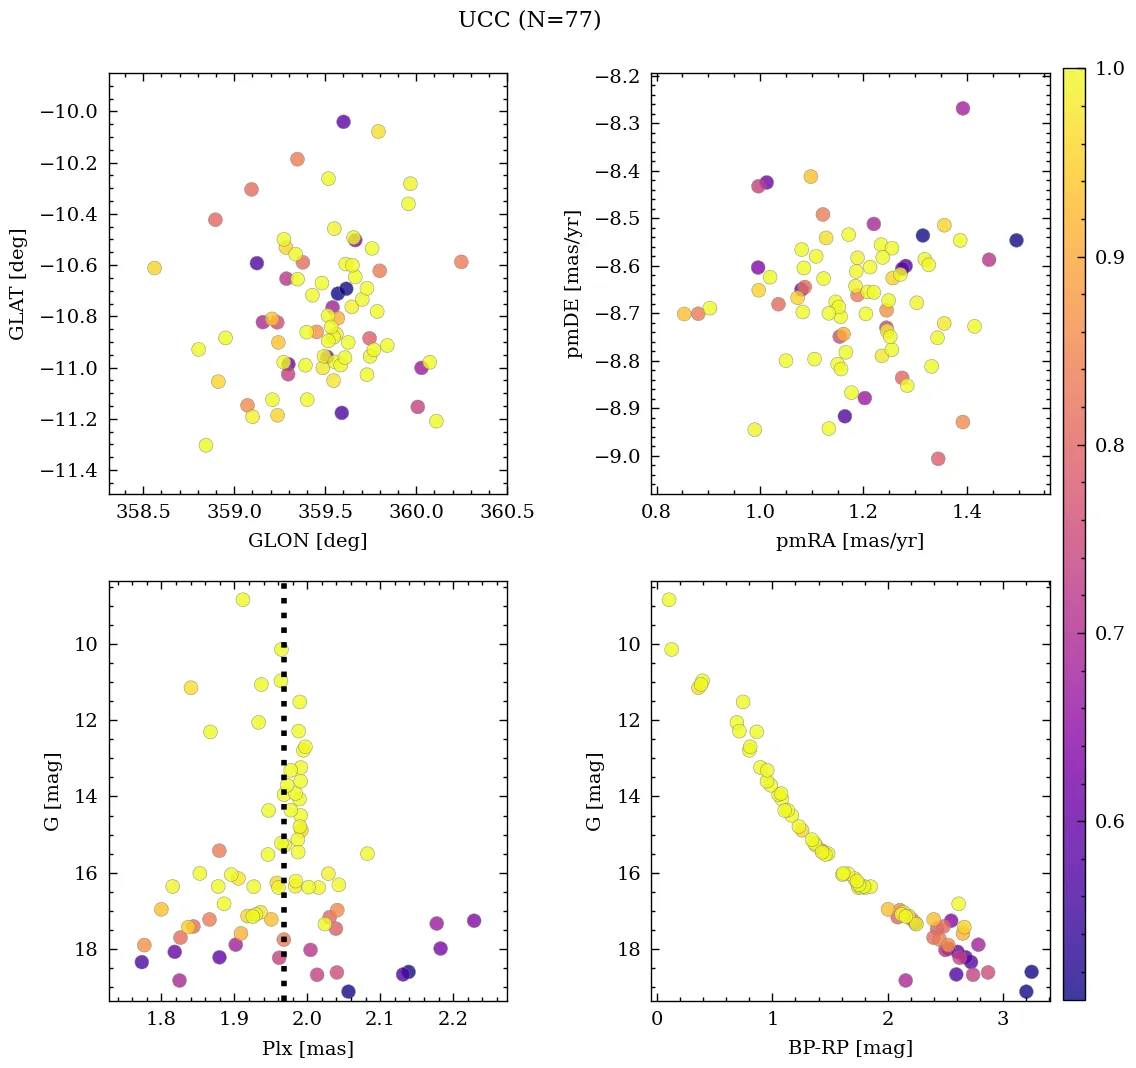 UCC (N=77)
−10.0
−10.2
−10.4
−10.6
−10.8
−11.0
−11.2
−11.4
GLAT [deg]
358.5 359.0 359.5 360.0 360.5
GLON [deg]
−8.2
−8.3
−8.4
−8.5
−8.6
−8.7
−8.8
−8.9
−9.0
pmDE [mas/yr]
0.8 1.0 1.2 1.4
pmRA [mas/yr]
1.0
0.9
0.8
0.7
0.6
10
12
14
16
18
G [mag]
1.8 1.9 2.0 2.1 2.2
Plx [mas]
10
12
14
16
18
G [mag]
0 1 2 3
BP-RP [mag]